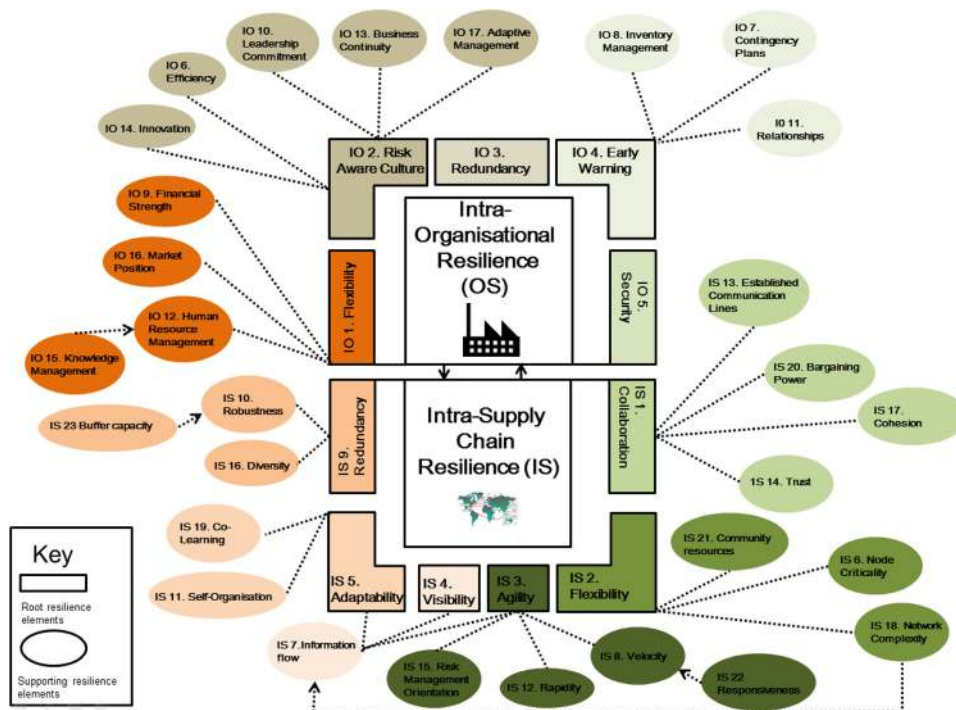 IO 10.
Leadership
Commitment
IO 13. Business
Continuity
IO 17. Adaptive
Management
IO 8. Inventory
Management
IO 7.
Contingency
Plans
IO 6.
Efficiency
IO 14. Innovation
I0 11.
Relationships
IO 2. Risk
Aware Culture
IO 3.
Redundancy
IO 4. Early
Warning
IO 9. Financial
Strength
IO 16. Market
Position
IO 12. Human
Resource
Management
IO 15. Knowledge
Management
IO 1. Flexibility
Intra-
Organisational
Resilience
(OS)
IO 5.
Security
IS 13. Established
Communication
Lines
IS 20. Bargaining
Power
IS 17.
Cohesion
1S 14. Trust
IS 10.
Robustness
IS 23 Buffer capacity
IS 16. Diversity
IS 9.
Redundancy
Intra-Supply
Chain
Resilience (IS)
IS 1.
Collaboration
IS 19. Co-
Learning
IS 11. Self-Organisation
IS 5.
Adaptability
IS 4.
Visibility
IS 3.
Agility
IS 2.
Flexibility
IS 21. Community
resources
IS 6. Node
Criticality
IS 18. Network
Complexity
IS 7. Information
flow
IS 15. Risk
Management
Orientation
IS 12. Rapidity
IS 8. Velocity
IS 22
Responsiveness
Key
Root resilience
elements
Supporting resilience
elements